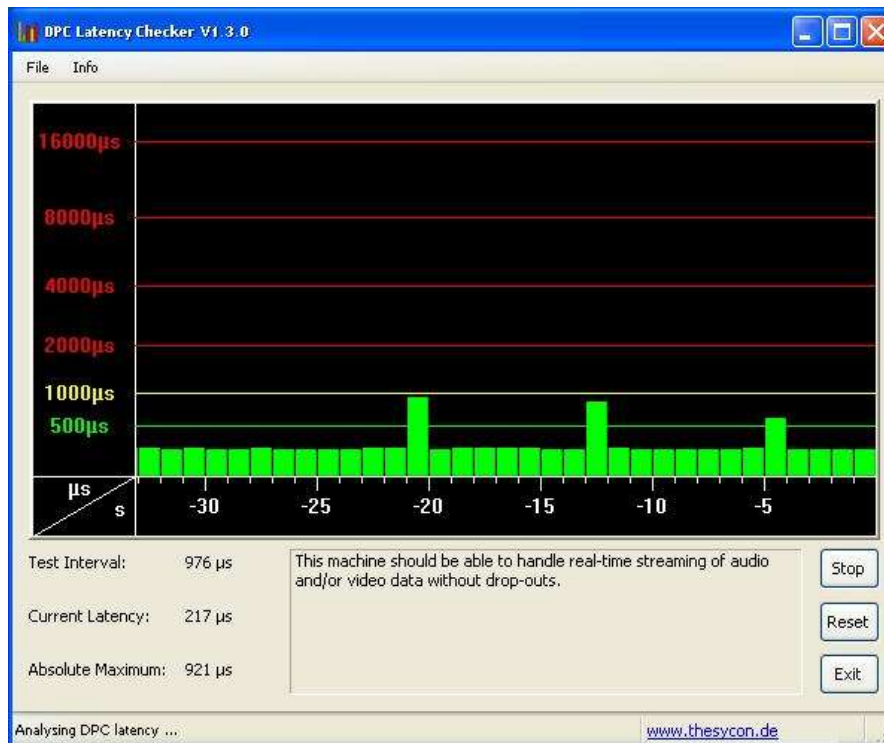 DPC Latency Checker V1.3.0
File Info
16000µs
8000µs
4000µs
2000µs
1000µs
500µs
µs
s
-30 -25 -20 -15 -10 -5
Test Interval: 976 µs
This machine should be able to handle real-time streaming of audio
and/or video data without drop-outs.
Stop
Current Latency: 217 µs
Reset
Absolute Maximum: 921 µs
Exit
Analysing DPC latency ...
www.thesycon.de